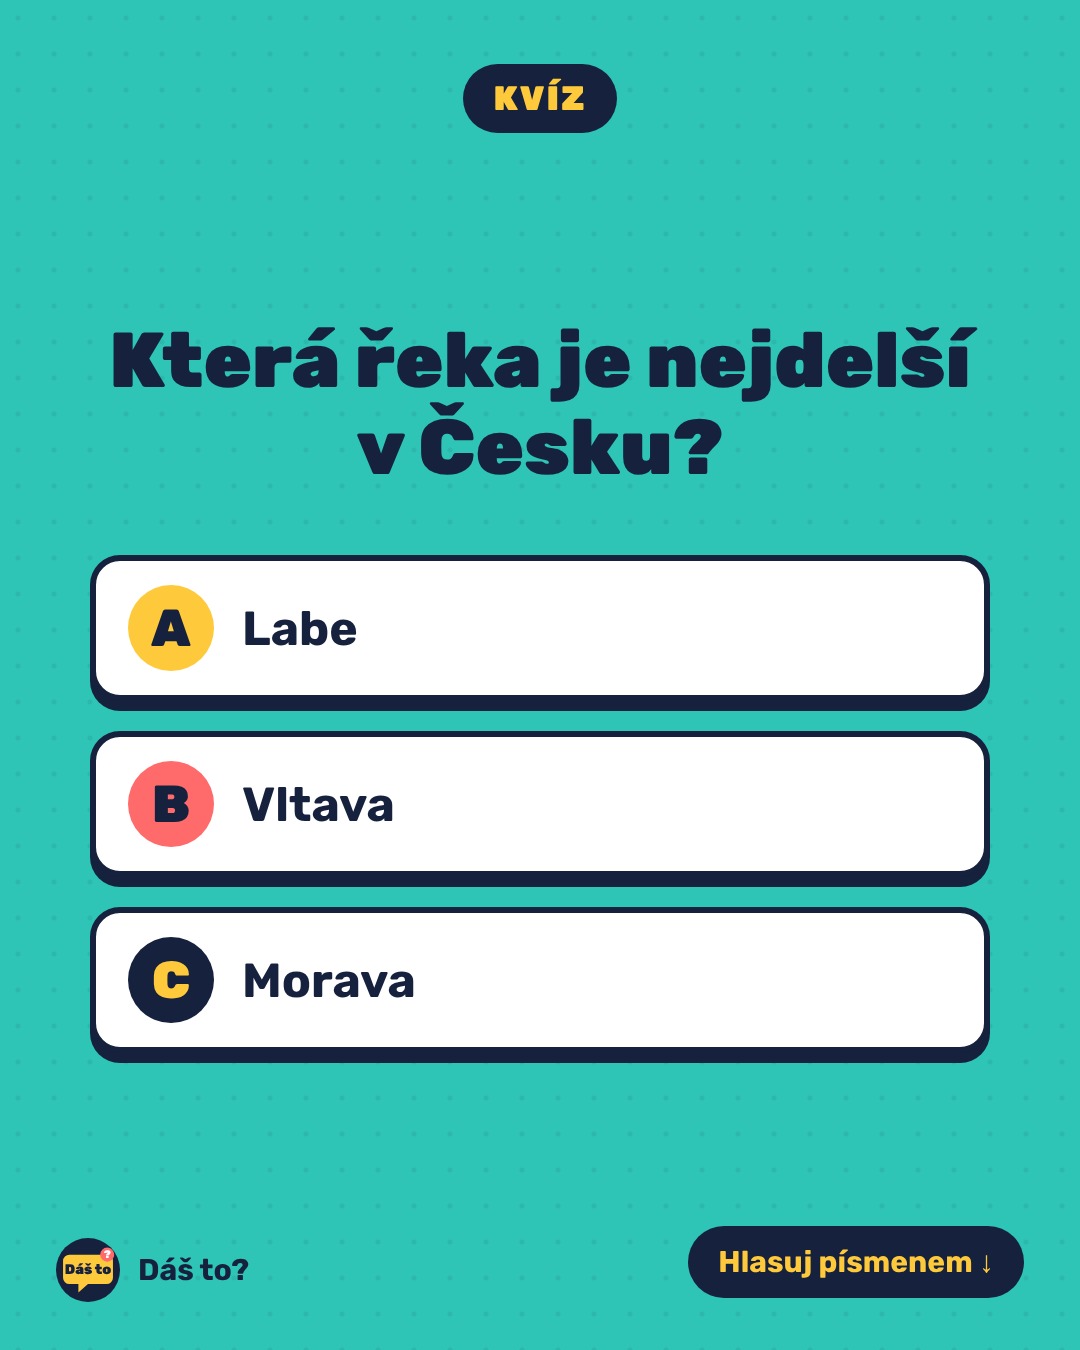 KVÍZ
Která řeka je nejdelší
v Česku?
A Labe
B Vltava
C Morava
Dáš to ?
Dáš to?
Hlasuj písmenem ↓